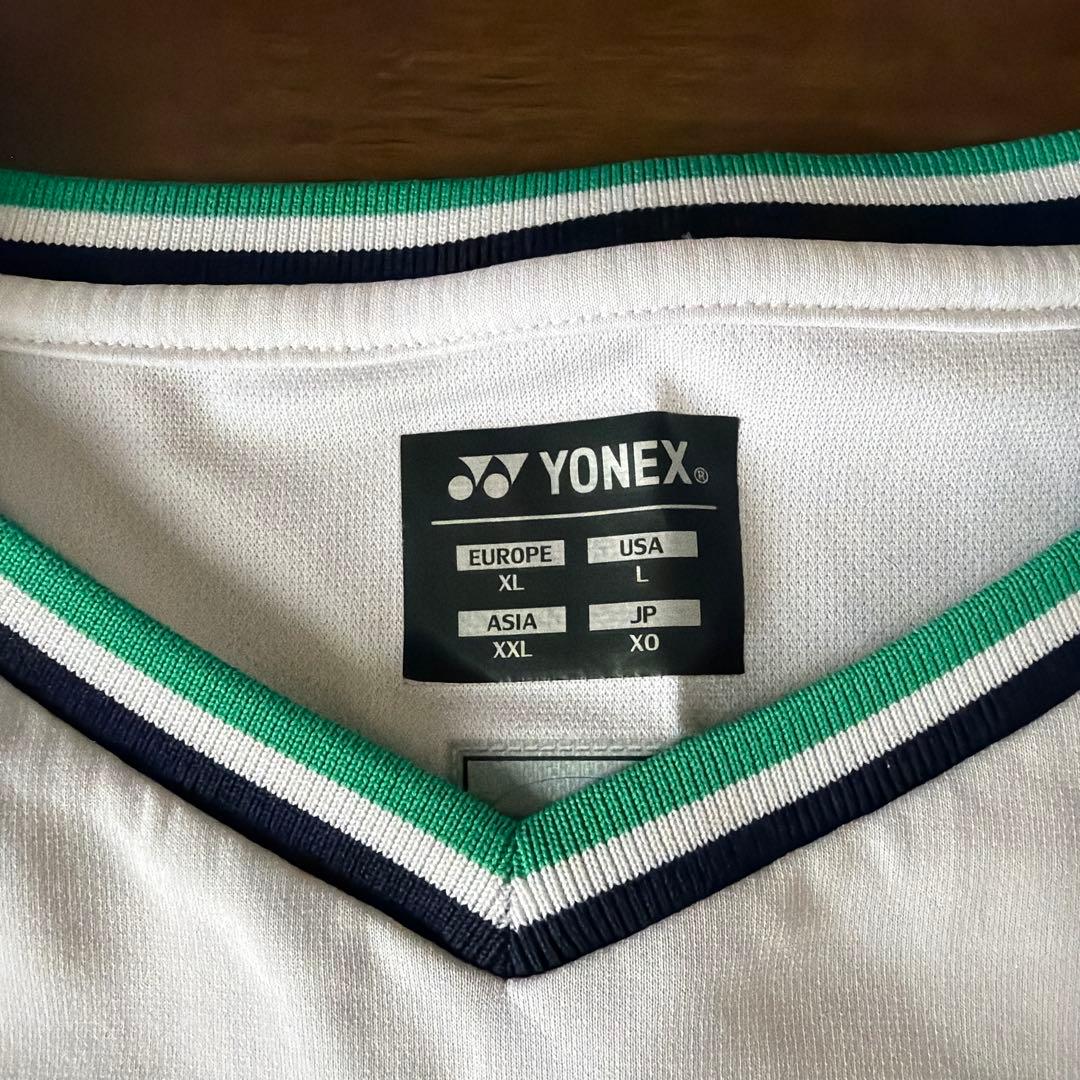 YONEX®
EUROPE USA
XL L
ASIA JP
XXL XO